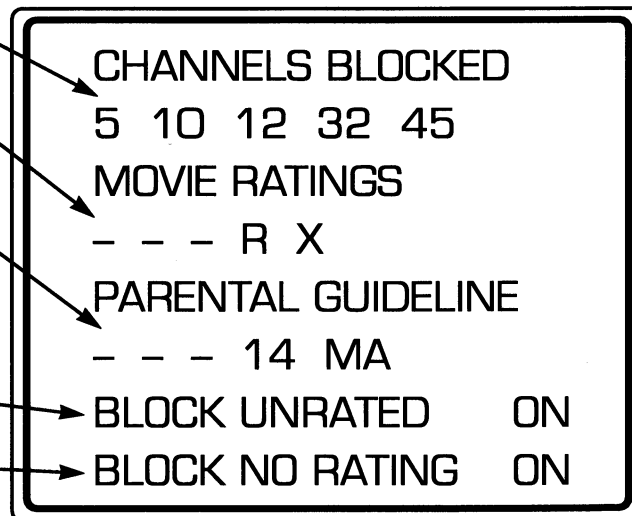 CHANNELS BLOCKED
5 10 12 32 45
MOVIE RATINGS
– – – R X
PARENTAL GUIDELINE
– – – 14 MA
BLOCK UNRATED ON
BLOCK NO RATING ON